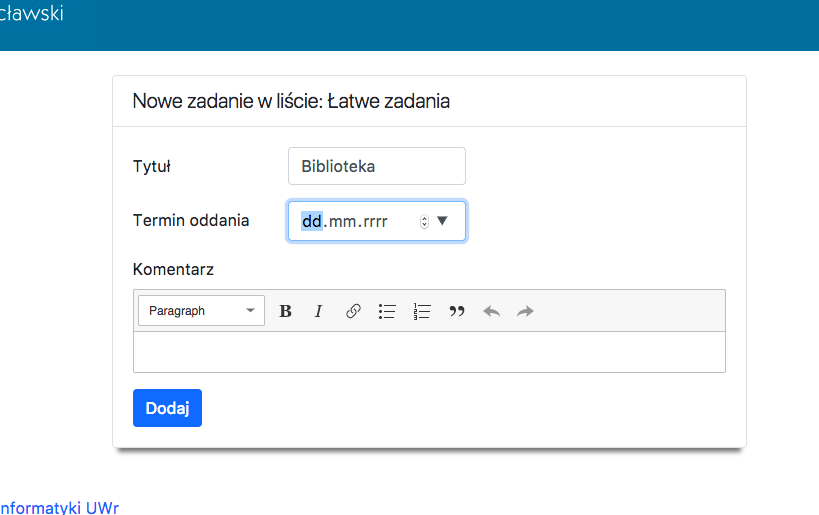 cławski
Nowe zadanie w liście: Łatwe zadania
Tytuł
Biblioteka
Termin oddania
dd.mm.rrrr
Komentarz
Paragraph
Dodaj
nformatyki UWr